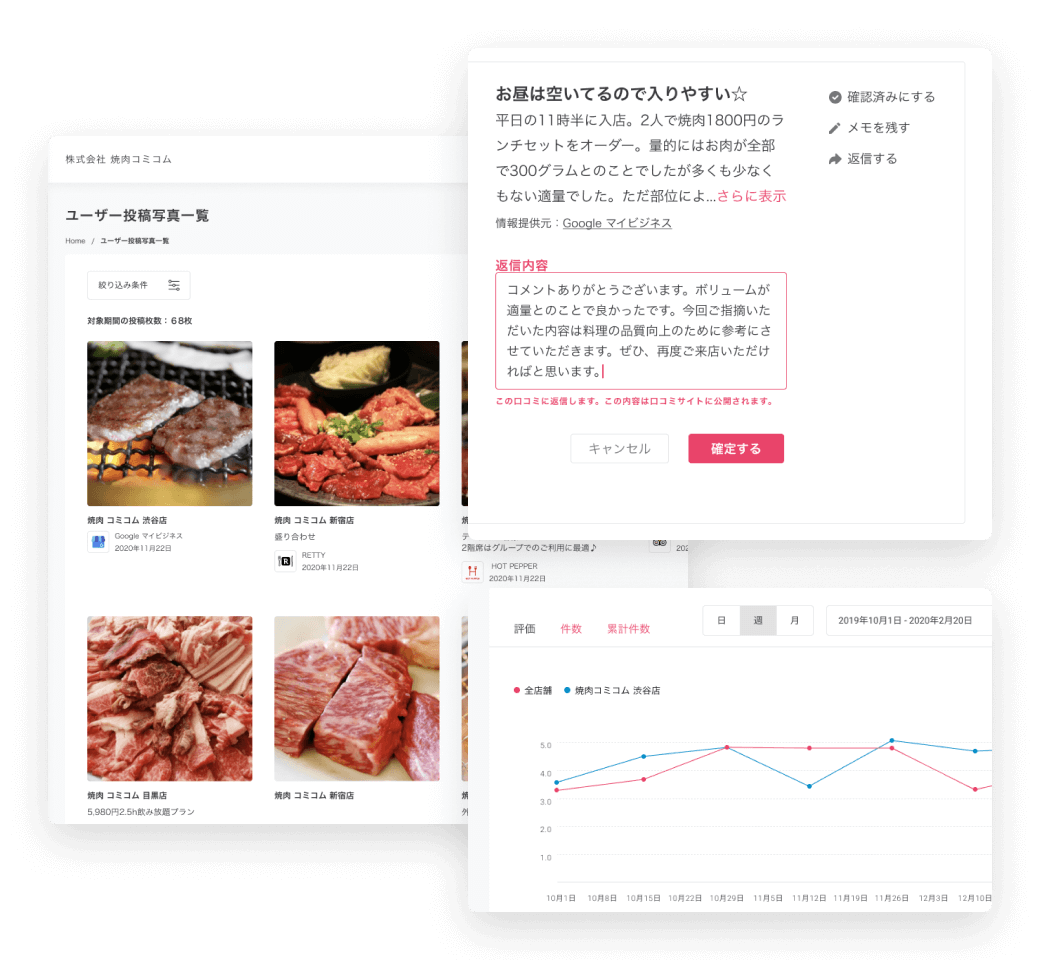 株式会社 焼肉コミコム
ユーザー投稿写真一覧
Home / ユーザー投稿写真一覧
絞り込み条件
対象期間の投稿枚数：68枚
焼肉 コミコム 渋谷店
Google マイビジネス
2020年11月22日
焼肉 コミコム 新宿店
盛り合わせ
RETTY
2020年11月22日
2階席はグループでのご利用に最適♪
HOT PEPPER
2020年11月22日
202
焼肉 コミコム 目黒店
5,980円2.5h飲み放題プラン
焼肉 コミコム 新宿店
お昼は空いてるので入りやすい☆
平日の11時半に入店。2人で焼肉1800円のラ
ンチセットをオーダー。量的にはお肉が全部
で300グラムとのことでしたが多くも少なく
もない適量でした。ただ部位によ...さらに表示
情報提供元：Google マイビジネス
確認済みにする
メモを残す
返信する
返信内容
コメントありがとうございます。ボリュームが
適量とのことで良かったです。今回ご指摘いた
だいた内容は料理の品質向上のために参考にさ
せていただきます。ぜひ、再度ご来店いただけ
ればと思います。
この口コミに返信します。この内容は口コミサイトに公開されます。
キャンセル 確定する
評価 件数 累計件数
日 週 月
2019年10月1日 - 2020年2月20日
全店舗 焼肉コミコム 渋谷店
5.0
4.0
3.0
2.0
1.0
10月1日 10月8日 10月15日 10月22日 10月29日 11月5日 11月12日 11月19日 11月26日 12月3日 12月10日